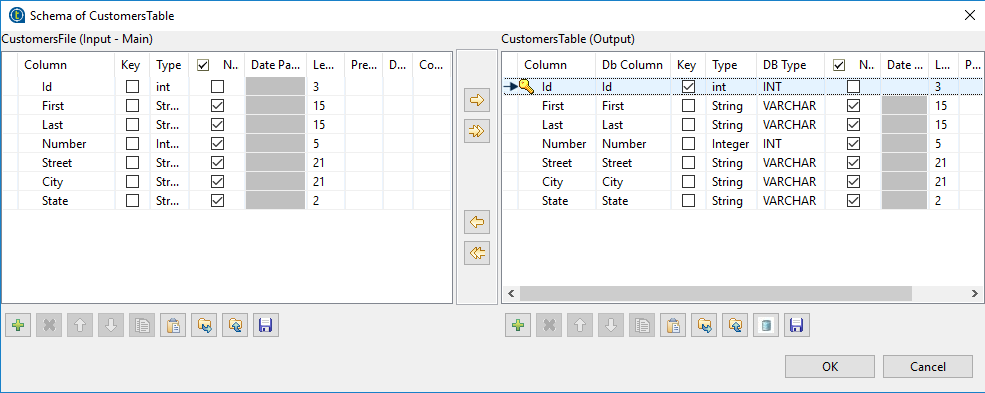 Schema of CustomersTable
CustomersFile (Input - Main)
Column Key Type N.. Date Pa... Le... Pre... D... Co...
Id int 3
First Str... 15
Last Str... 15
Number Int... 5
Street Str... 21
City Str... 21
State Str... 2
CustomersTable (Output)
Column Db Column Key Type DB Type N.. Date ... L... P...
Id Id int INT 3
First First String VARCHAR 15
Last Last String VARCHAR 15
Number Number Integer INT 5
Street Street String VARCHAR 21
City City String VARCHAR 21
State State String VARCHAR 2
OK Cancel